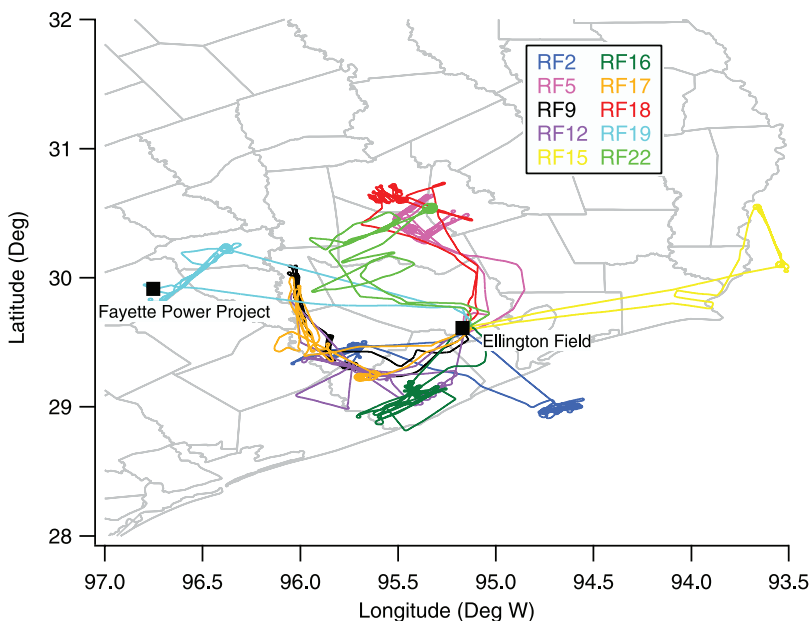 32
31
30
29
28
Latitude (Deg)
RF2 RF16
RF5 RF17
RF9 RF18
RF12 RF19
RF15 RF22
Fayette Power Project
Ellington Field
97.0 96.5 96.0 95.5 95.0 94.5 94.0 93.5
Longitude (Deg W)